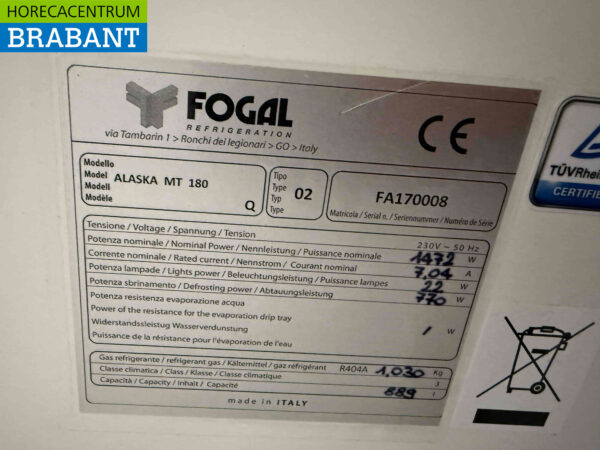 HORECACENTRUM
BRABANT
FOGAL
REFRIGERATION
via Tambarin 1 > Ronchi dei legionari > GO > Italy
CE
Modello
Model ALASKA MT 180
Modell
Modèle Q
Tipo
Type 02
Typ
Type
FA170008
Matricola / Serial n. / Seriennummer / Numéro de Série
TÜVRhei
CERTIFIE
Tensione / Voltage / Spannung / Tension 230V ~ 50 Hz
Potenza nominale / Nominal Power / Nennleistung / Puissance nominale 1472 W
Corrente nominale / Rated current / Nennstrom / Courant nominal 7,04 A
Potenza lampade / Lights power / Beleuchtungsleistung / Puissance lampes 22 W
Potenza sbrinamento / Defrosting power / Abtauungsleistung 770 W
Potenza resistenza evaporazione acqua
Power of the resistance for the evaporation drip tray
Widerstandsleistug Wasserverdunstung / W
Puissance de la résistance pour l'évaporation de l'eau
Gas refrigerante / refrigerant gas / Kältemittel / gaz réfrigérant R404A 1,030 Kg
Classe climatica / Class / Klasse / Classe climatique 3
Capacità / Capacity / Inhalt / Capacité 889 l
made in ITALY